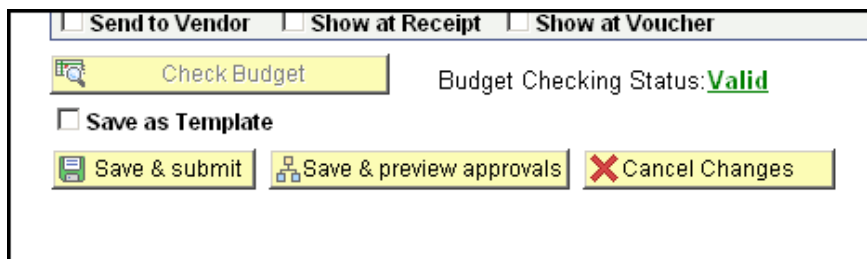 Send to Vendor Show at Receipt Show at Voucher
Check Budget Budget Checking Status:Valid
Save as Template
Save & submit Save & preview approvals Cancel Changes